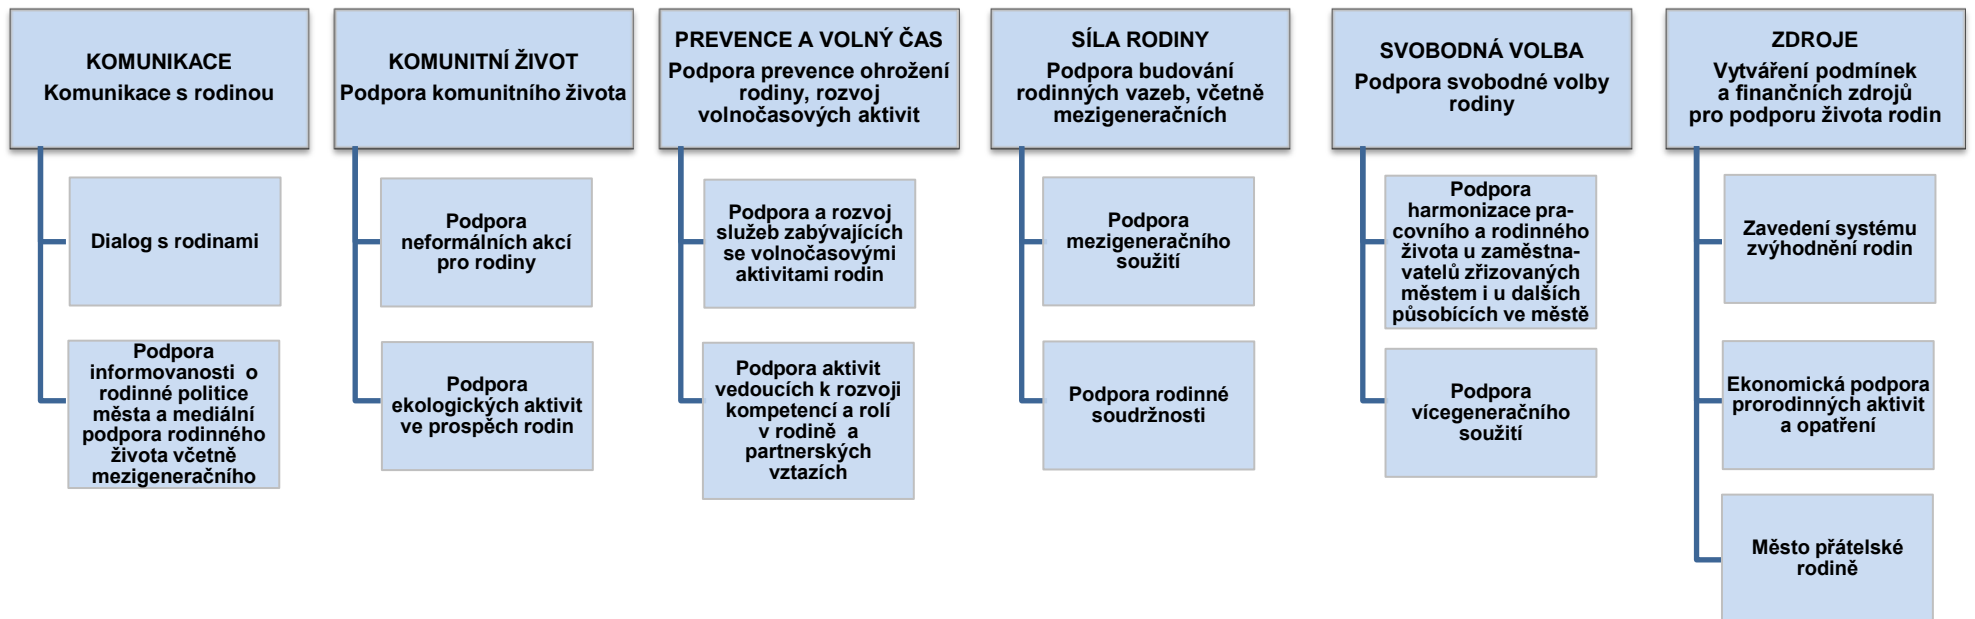 KOMUNIKACE
Komunikace s rodinou
Dialog s rodinami
Podpora
informovanosti o
rodinné politice
města a mediální
podpora rodinného
života včetně
mezigeneračního
KOMUNITNÍ ŽIVOT
Podpora komunitního života
Podpora
neformálních akcí
pro rodiny
Podpora
ekologických aktivit
ve prospěch rodin
PREVENCE A VOLNÝ ČAS
Podpora prevence ohrožení
rodiny, rozvoj
volnočasových aktivit
Podpora a rozvoj
služeb zabývajících
se volnočasovými
aktivitami rodin
Podpora aktivit
vedoucích k rozvoji
kompetencí a rolí
v rodině a
partnerských
vztazích
SÍLA RODINY
Podpora budování
rodinných vazeb, včetně
mezigeneračních
Podpora
mezigeneračního
soužití
Podpora rodinné
soudržnosti
SVOBODNÁ VOLBA
Podpora svobodné volby
rodiny
Podpora
harmonizace pra-
covního a rodinného
života u zaměstna-
vatelů zřizovaných
městem i u dalších
působících ve městě
Podpora
vícegeneračního
soužití
ZDROJE
Vytváření podmínek
a finančních zdrojů
pro podporu života rodin
Zavedení systému
zvýhodnění rodin
Ekonomická podpora
prorodinných aktivit
a opatření
Město přátelské
rodině